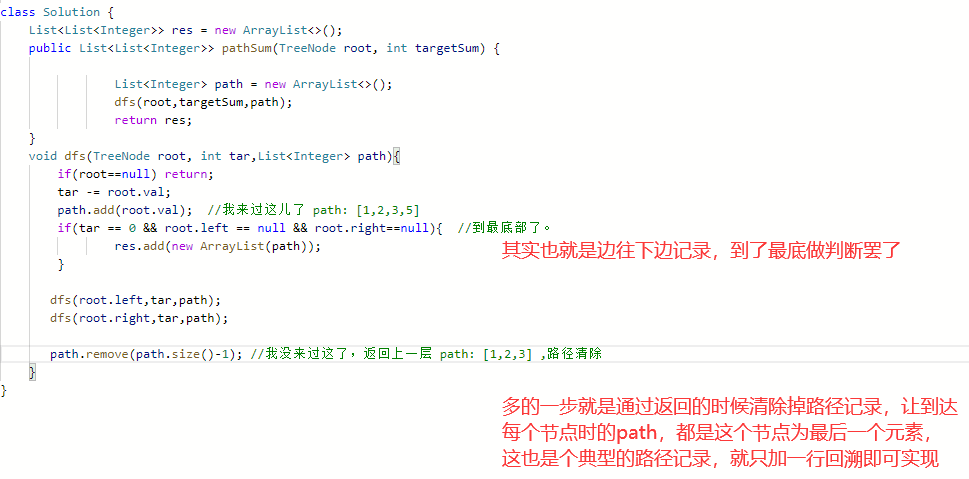 class Solution {
List<List<Integer>> res = new ArrayList<>();
public List<List<Integer>> pathSum(TreeNode root, int targetSum) {
List<Integer> path = new ArrayList<>();
dfs(root,targetSum,path);
return res;
}
void dfs(TreeNode root, int tar,List<Integer> path){
if(root==null) return;
tar -= root.val;
path.add(root.val);  //我来过这儿了 path: [1,2,3,5]
if(tar == 0 && root.left == null && root.right==null){  //到最底部了。
res.add(new ArrayList(path));
其实也就是边往下边记录，到了最底做判断罢了
}
dfs(root.left,tar,path);
dfs(root.right,tar,path);
path.remove(path.size()-1); //我没来过这了，返回上一层 path: [1,2,3] ,路径清除
}
}
多的一步就是通过返回的时候清除掉路径记录，让到达
每个节点时的path，都是这个节点为最后一个元素，
这也是个典型的路径记录，就只加一行回溯即可实现